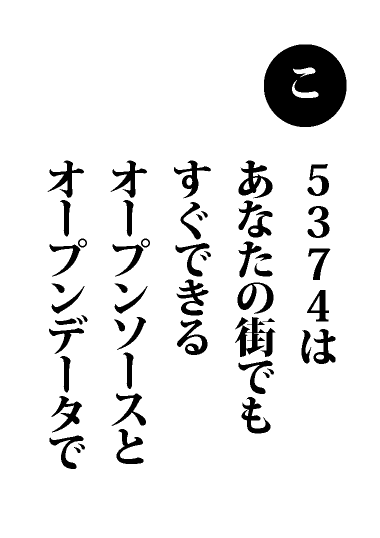 こ
5374は
あなたの街でも
すぐできる
オープンソースと
オープンデータで